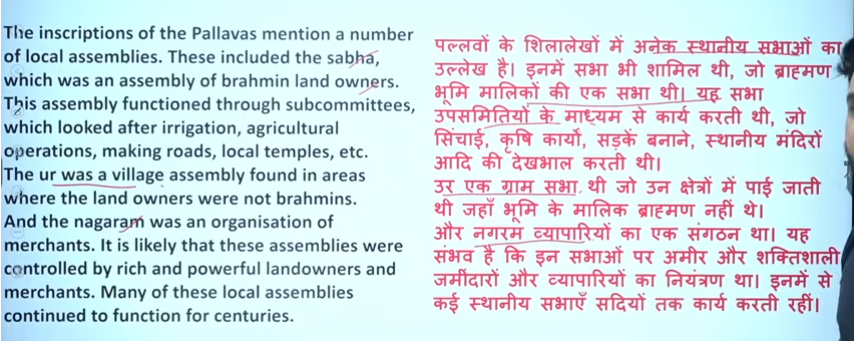 The inscriptions of the Pallavas mention a number
of local assemblies. These included the sabha,
which was an assembly of brahmin land owners.
This assembly functioned through subcommittees,
which looked after irrigation, agricultural
operations, making roads, local temples, etc.
The ur was a village assembly found in areas
where the land owners were not brahmins.
And the nagaram was an organisation of
merchants. It is likely that these assemblies were
controlled by rich and powerful landowners and
merchants. Many of these local assemblies
continued to function for centuries.
पल्लवों के शिलालेखों में अनेक स्थानीय सभाओं का
उल्लेख है। इनमें सभा भी शामिल थी, जो ब्राह्मण
भूमि मालिकों की एक सभा थी। यह सभा
उपसमितियों के माध्यम से कार्य करती थी, जो
सिंचाई, कृषि कार्यों, सड़कें बनाने, स्थानीय मंदिरों
आदि की देखभाल करती थी।
उर एक ग्राम सभा थी जो उन क्षेत्रों में पाई जाती
थी जहाँ भूमि के मालिक ब्राह्मण नहीं थे।
और नगरम व्यापारियों का एक संगठन था। यह
संभव है कि इन सभाओं पर अमीर और शक्तिशाली
जमींदारों और व्यापारियों का नियंत्रण था। इनमें से
कई स्थानीय सभाएँ सदियों तक कार्य करती रहीं।